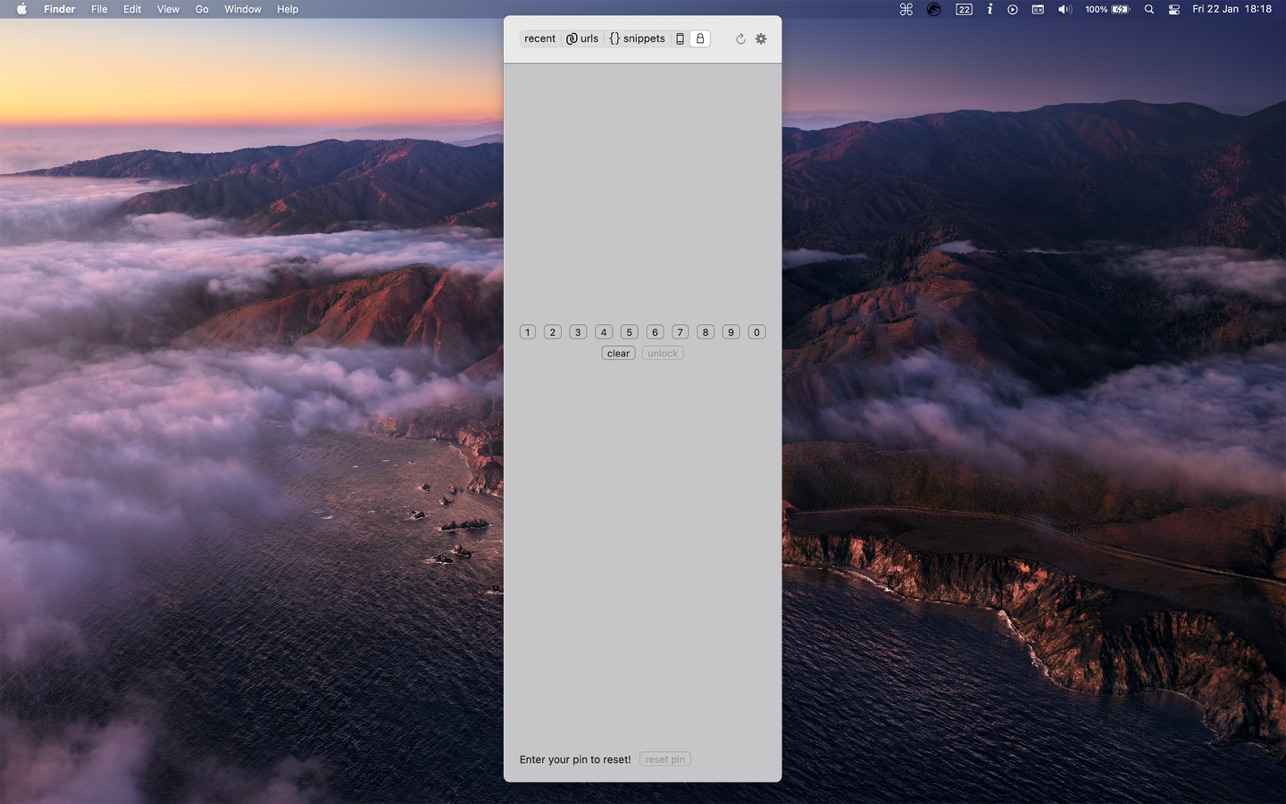 Finder File Edit View Go Window Help 22 100% Fri 22 Jan 18:18
recent urls {} snippets
1 2 3 4 5 6 7 8 9 0
clear unlock
Enter your pin to reset! reset pin